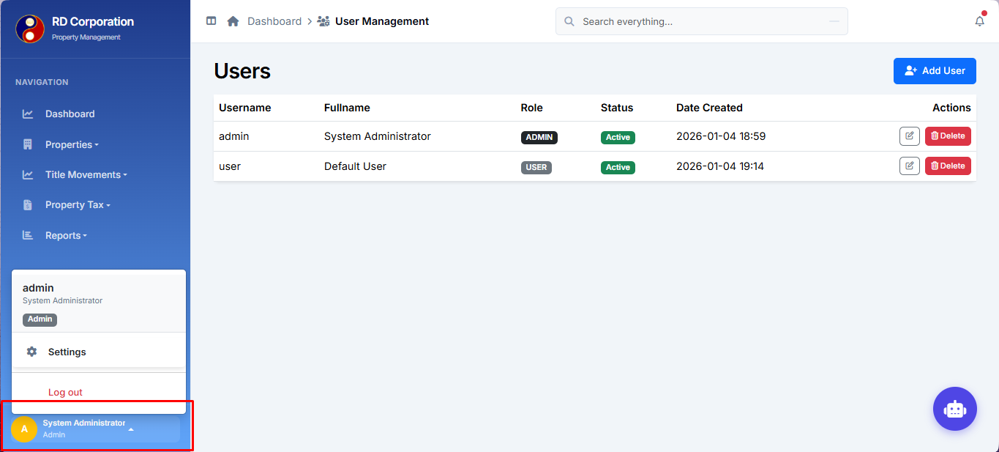 RD Corporation
Property Management
NAVIGATION
Dashboard
Properties
Title Movements
Property Tax
Reports
admin
System Administrator
Admin
Settings
Log out
A
System Administrator
Admin
Dashboard > User Management
Search everything...
Users
Add User
Username Fullname Role Status Date Created Actions
admin System Administrator ADMIN Active 2026-01-04 18:59 Delete
user Default User USER Active 2026-01-04 19:14 Delete